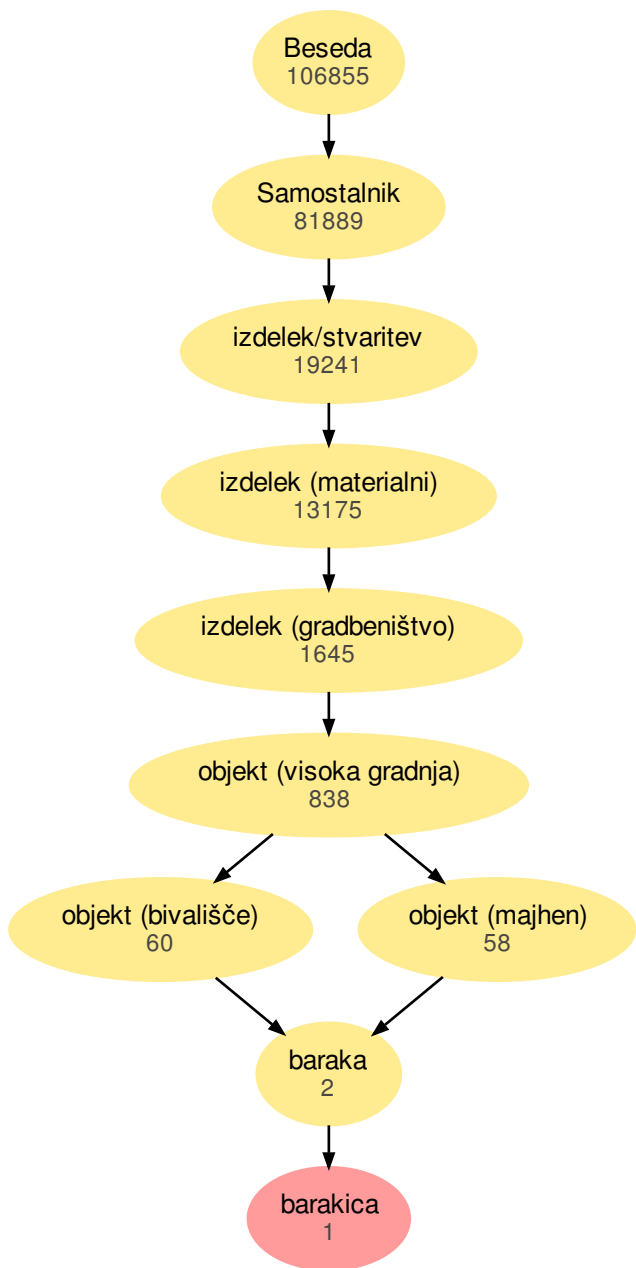 Beseda
106855
Samostalnik
81889
izdelek/stvaritev
19241
izdelek (materialni)
13175
izdelek (gradbeništvo)
1645
objekt (visoka gradnja)
838
objekt (bivališče)
60
objekt (majhen)
58
baraka
2
barakica
1